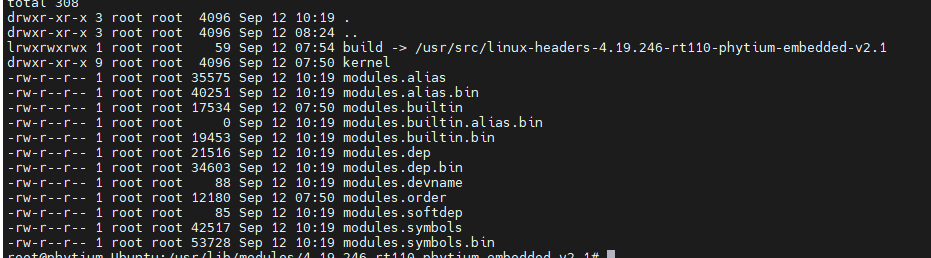 total 308
drwxr-xr-x 3 root root  4096 Sep 12 10:19 .
drwxr-xr-x 3 root root  4096 Sep 12 08:24 ..
lrwxrwxrwx 1 root root    59 Sep 12 07:54 build -> /usr/src/linux-headers-4.19.246-rt110-phytium-embedded-v2.1
drwxr-xr-x 9 root root  4096 Sep 12 07:50 kernel
-rw-r--r-- 1 root root 35575 Sep 12 10:19 modules.alias
-rw-r--r-- 1 root root 40251 Sep 12 10:19 modules.alias.bin
-rw-r--r-- 1 root root 17534 Sep 12 07:50 modules.builtin
-rw-r--r-- 1 root root     0 Sep 12 10:19 modules.builtin.alias.bin
-rw-r--r-- 1 root root 19453 Sep 12 10:19 modules.builtin.bin
-rw-r--r-- 1 root root 21516 Sep 12 10:19 modules.dep
-rw-r--r-- 1 root root 34603 Sep 12 10:19 modules.dep.bin
-rw-r--r-- 1 root root    88 Sep 12 10:19 modules.devname
-rw-r--r-- 1 root root 12180 Sep 12 07:50 modules.order
-rw-r--r-- 1 root root    85 Sep 12 10:19 modules.softdep
-rw-r--r-- 1 root root 42517 Sep 12 10:19 modules.symbols
-rw-r--r-- 1 root root 53728 Sep 12 10:19 modules.symbols.bin
root@phytium-Ubuntu:/usr/lib/modules/4.19.246-rt110-phytium-embedded-v2.1#